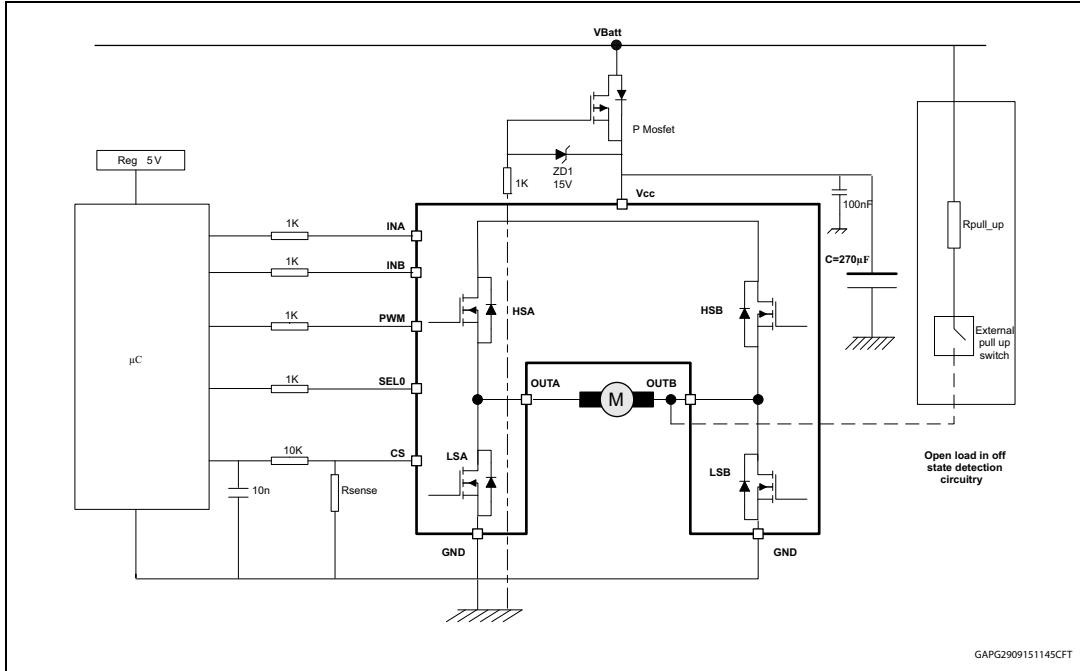 VBatt
P Mosfet
ZD1
15V
1K
Reg 5V
Vcc
100nF
C=270µF
Rpull_up
External
pull up
switch
Open load in off
state detection
circuitry
1K
INA
1K
INB
1K
PWM
1K
SEL0
10K
CS
10n
Rsense
µC
HSA
HSB
OUTA
M
OUTB
LSA
LSB
GND
GND
GAPG2909151145CFT